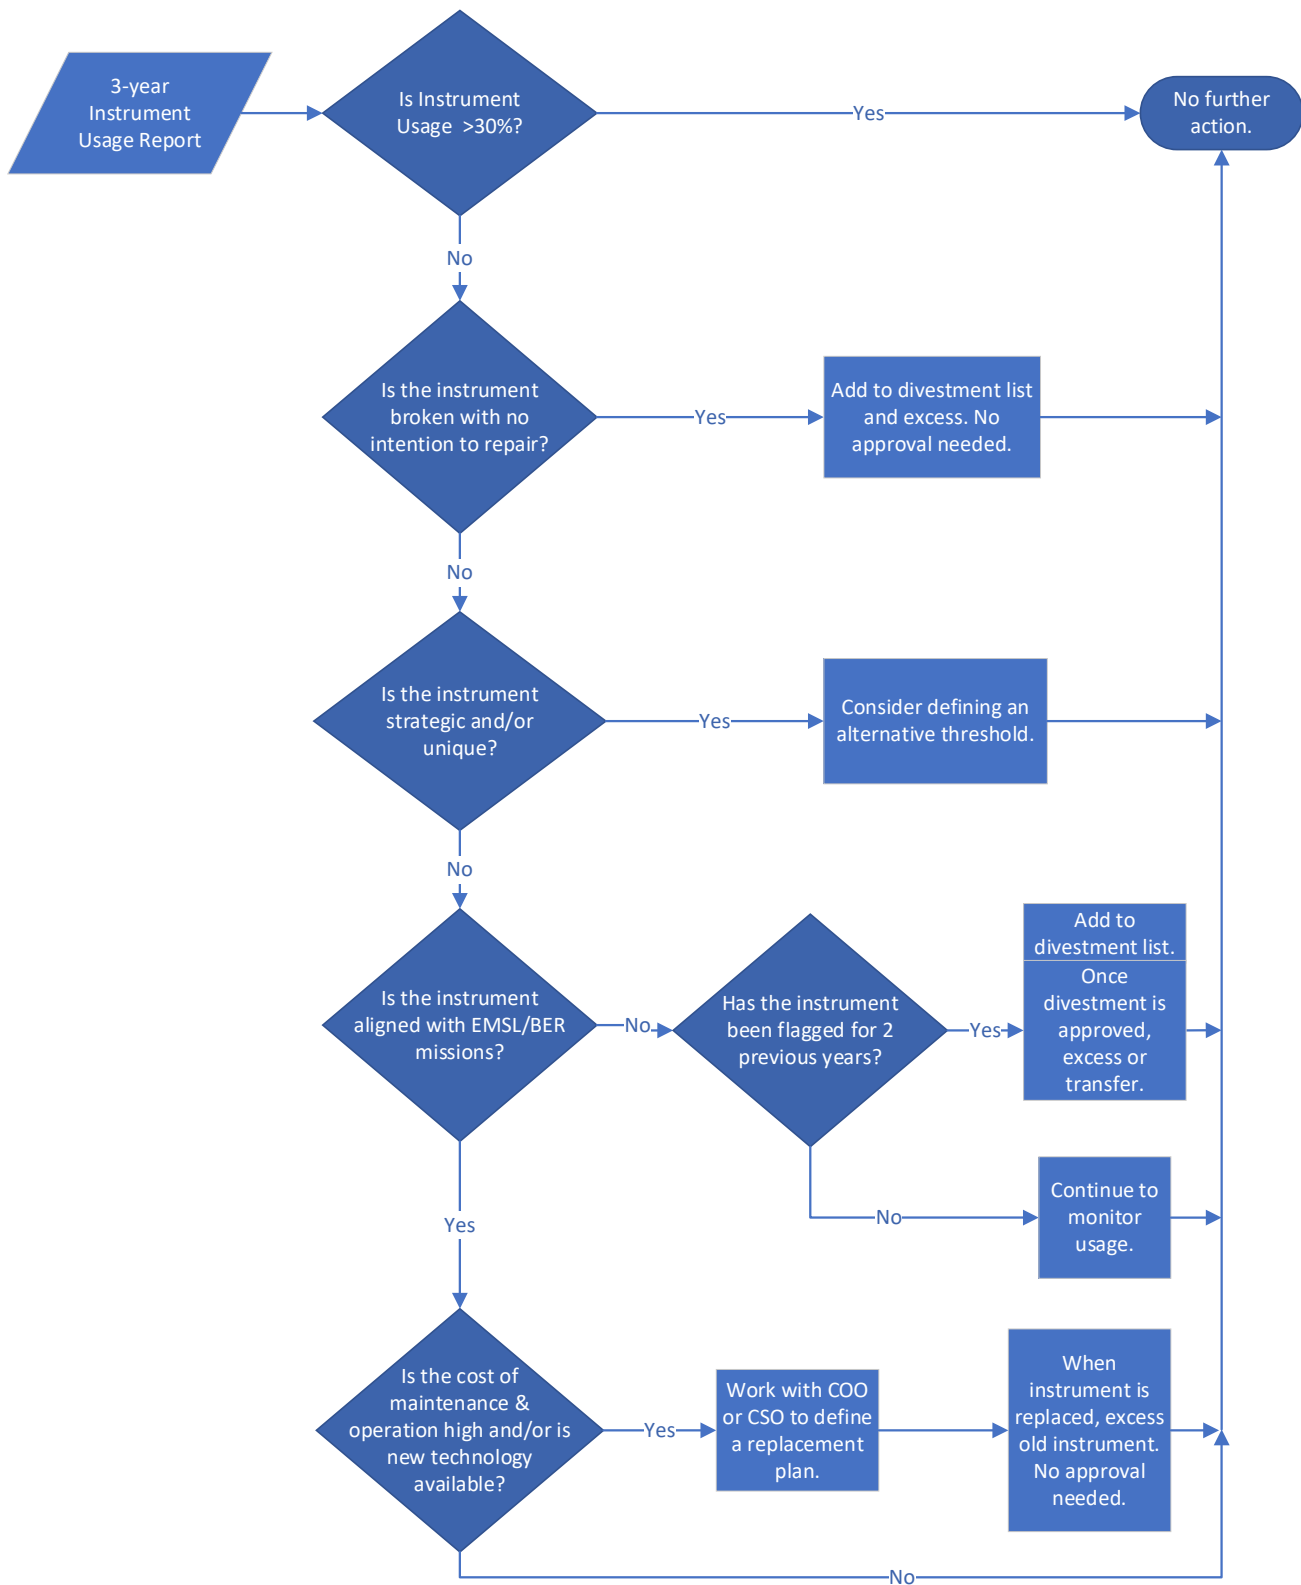 3-year
Instrument
Usage Report
Is Instrument
Usage >30%?
Yes
No further
action.
No
Is the instrument
broken with no
intention to repair?
Yes
Add to divestment list
and excess. No
approval needed.
No
Is the instrument
strategic and/or
unique?
Yes
Consider defining an
alternative threshold.
No
Is the instrument
aligned with EMSL/BER
missions?
No
Has the instrument
been flagged for 2
previous years?
Yes
Add to
divestment list.
Once
divestment is
approved,
excess or
transfer.
No
Continue to
monitor
usage.
Yes
Is the cost of
maintenance &
operation high and/or is
new technology
available?
Yes
Work with COO
or CSO to define
a replacement
plan.
When
instrument is
replaced, excess
old instrument.
No approval
needed.
No